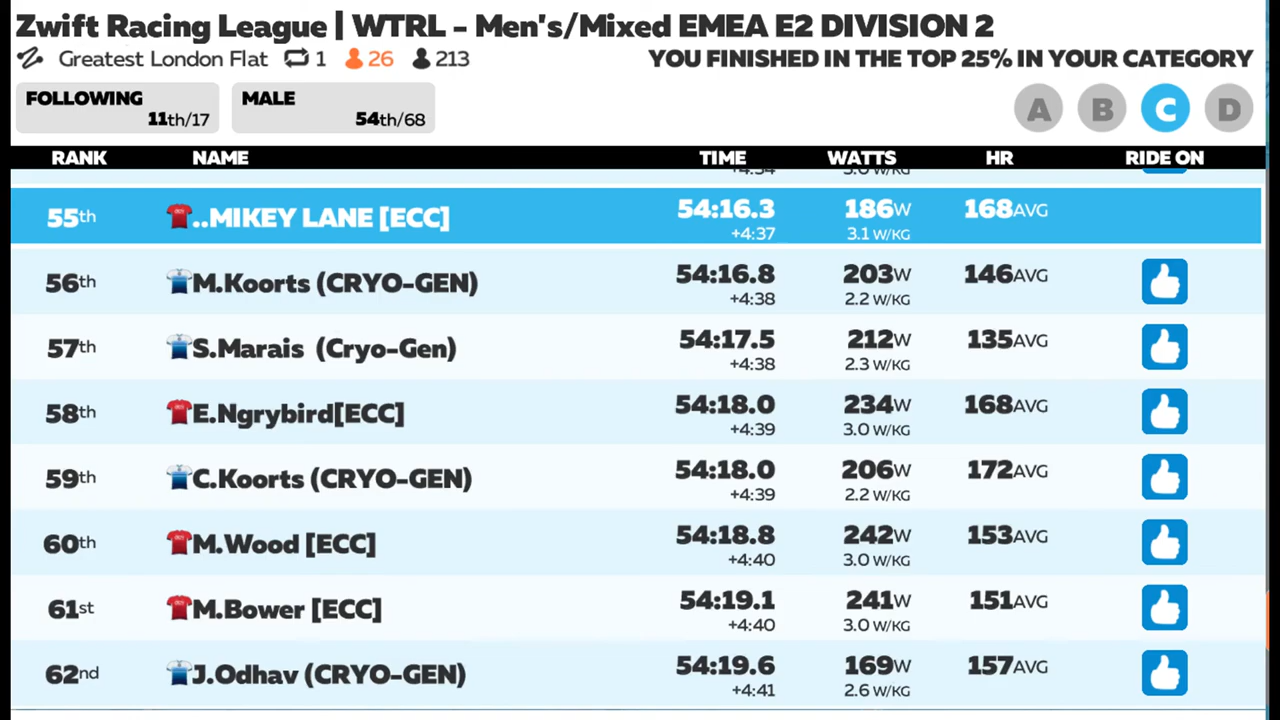 Zwift Racing League | WTRL - Men's/Mixed EMEA E2 DIVISION 2
Greatest London Flat 1 26 213 YOU FINISHED IN THE TOP 25% IN YOUR CATEGORY
FOLLOWING 11th/17 MALE 54th/68 A B C D
RANK NAME TIME WATTS HR RIDE ON
+4:34 3.0 W/KG
55th ..MIKEY LANE [ECC] 54:16.3 186W 168AVG
+4:37 3.1 W/KG
56th M.Koorts (CRYO-GEN) 54:16.8 203W 146AVG
+4:38 2.2 W/KG
57th S.Marais (Cryo-Gen) 54:17.5 212W 135AVG
+4:38 2.3 W/KG
58th E.Ngrybird[ECC] 54:18.0 234W 168AVG
+4:39 3.0 W/KG
59th C.Koorts (CRYO-GEN) 54:18.0 206W 172AVG
+4:39 2.2 W/KG
60th M.Wood [ECC] 54:18.8 242W 153AVG
+4:40 3.0 W/KG
61st M.Bower [ECC] 54:19.1 241W 151AVG
+4:40 3.0 W/KG
62nd J.Odhav (CRYO-GEN) 54:19.6 169W 157AVG
+4:41 2.6 W/KG